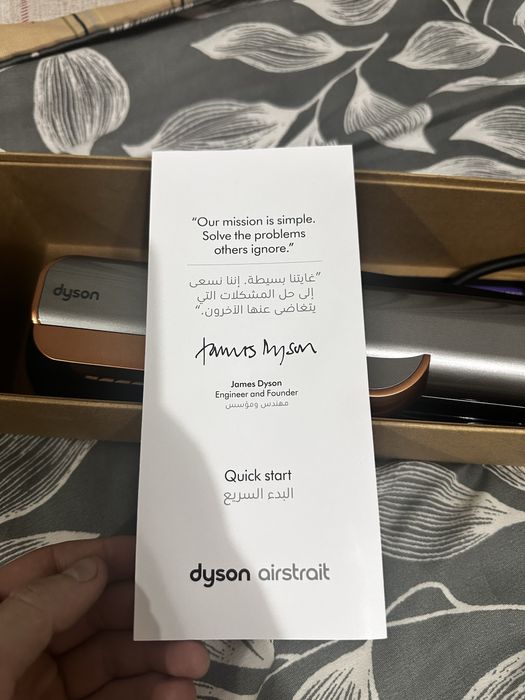 "Our mission is simple.
Solve the problems
others ignore."
"غايتنا بسيطة. إننا نسعى
إلى حل المشكلات التي
يتغاضى عنها الآخرون."
James Dyson
James Dyson
Engineer and Founder
مهندس ومؤسس
Quick start
البدء السريع
dyson airstrait
dyson